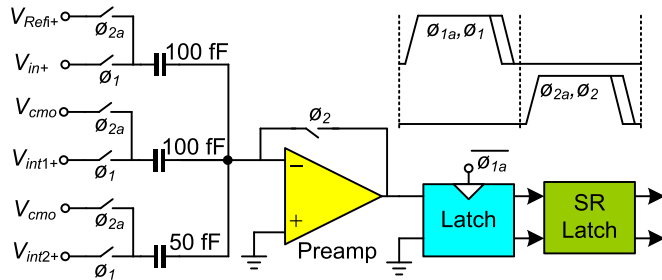 V_Refi+
ø_2a
100 fF
V_in+
ø_1
V_cmo
ø_2a
100 fF
V_int1+
ø_1
V_cmo
ø_2a
50 fF
V_int2+
ø_1
ø_2
−
+
Preamp
ø_1a, ø_1
ø_2a, ø_2
\overline{ø_1a}
Latch
SR
Latch